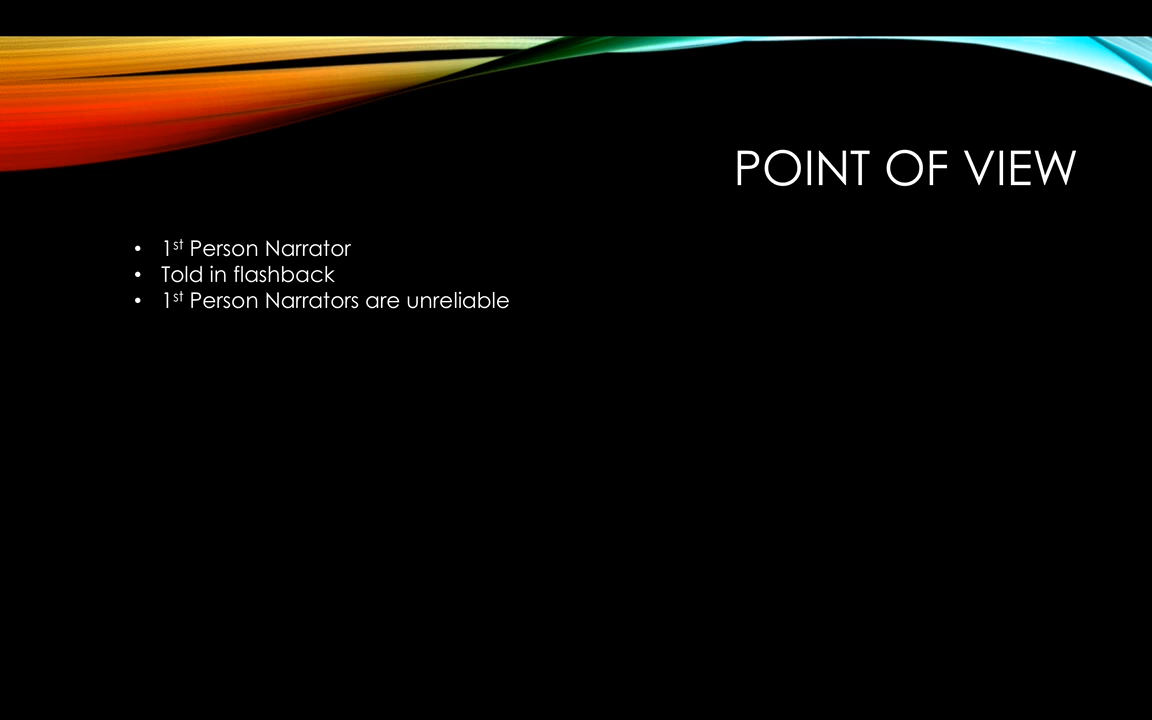 POINT OF VIEW
• 1st Person Narrator
• Told in flashback
• 1st Person Narrators are unreliable